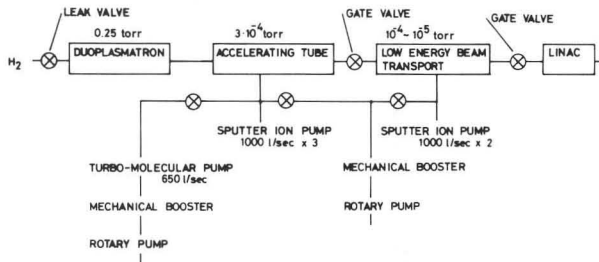 LEAK VALVE
GATE VALVE
GATE VALVE
0.25 torr
3·10⁻⁴ torr
10⁻⁴- 10⁻⁵ torr
H₂
DUOPLASMATRON
ACCELERATING TUBE
LOW ENERGY BEAM
TRANSPORT
LINAC
SPUTTER ION PUMP
1000 l/sec x 3
SPUTTER ION PUMP
1000 l/sec x 2
TURBO-MOLECULAR PUMP
650 l/sec
MECHANICAL BOOSTER
MECHANICAL BOOSTER
ROTARY PUMP
ROTARY PUMP